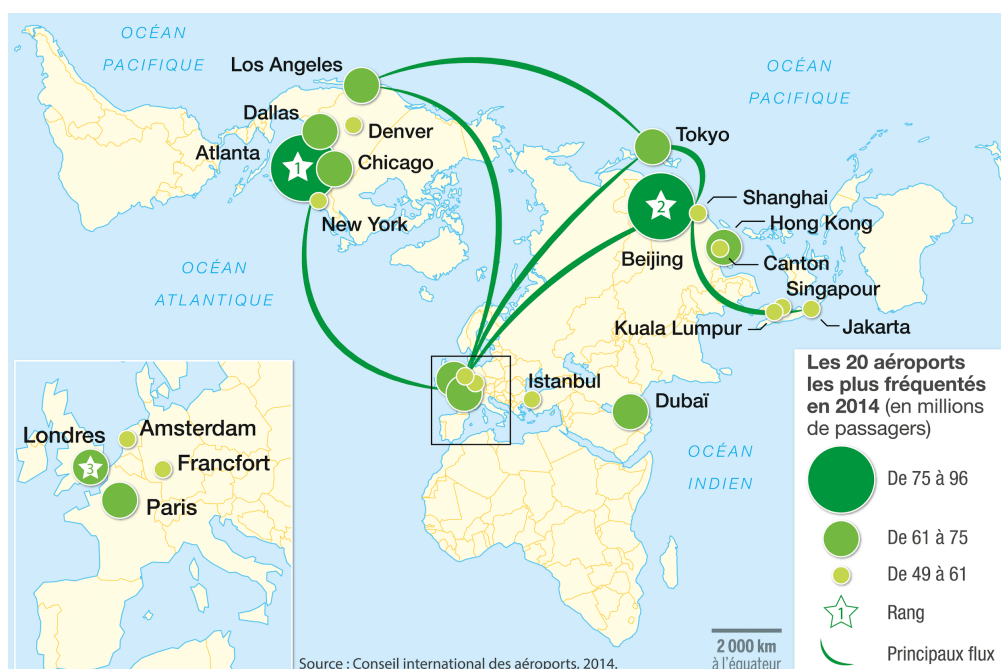 OCÉAN
PACIFIQUE
Los Angeles
Dallas
Denver
Atlanta
1
Chicago
New York
OCÉAN
ATLANTIQUE
OCÉAN
PACIFIQUE
Tokyo
2
Shanghai
Hong Kong
Beijing
Canton
Singapour
Kuala Lumpur
Jakarta
Istanbul
Dubaï
OCÉAN
INDIEN
Londres
3
Amsterdam
Francfort
Paris
Les 20 aéroports
les plus fréquentés
en 2014 (en millions
de passagers)
De 75 à 96
De 61 à 75
De 49 à 61
1
Rang
Principaux flux
2 000 km
à l'équateur
Source : Conseil international des aéroports, 2014.